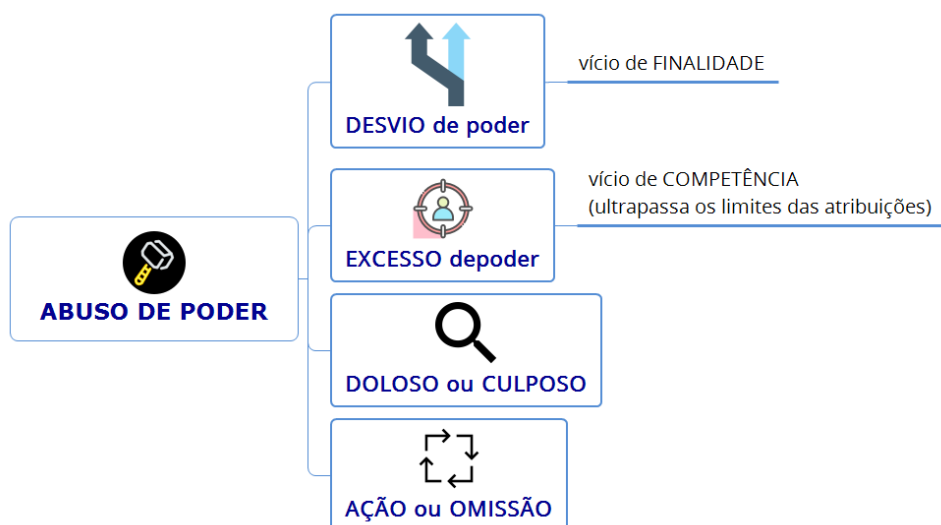 ABUSO DE PODER
DESVIO de poder
vício de FINALIDADE
EXCESSO depoder
vício de COMPETÊNCIA
(ultrapassa os limites das atribuições)
DOLOSO ou CULPOSO
AÇÃO ou OMISSÃO